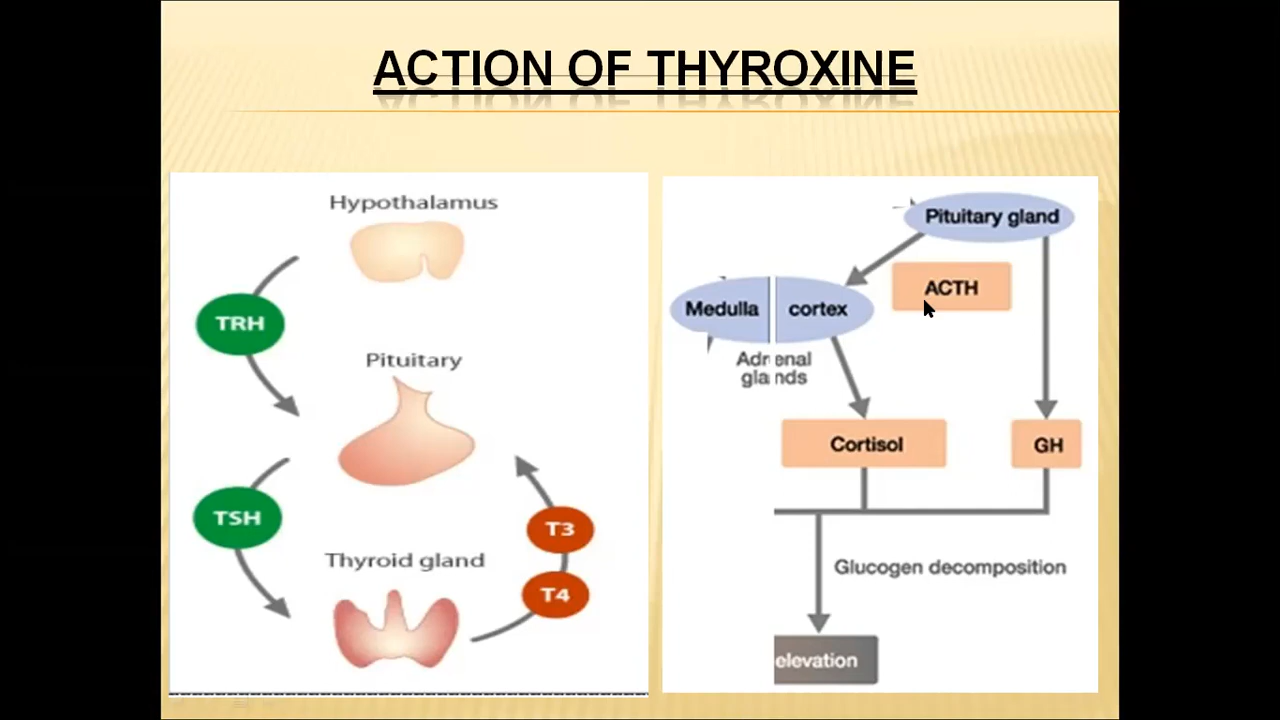 ACTION OF THYROXINE
Hypothalamus
TRH
Pituitary
TSH
T3
Thyroid gland
T4
Pituitary gland
ACTH
Medulla
cortex
Adrenal
glands
Cortisol
GH
Glucogen decomposition
elevation